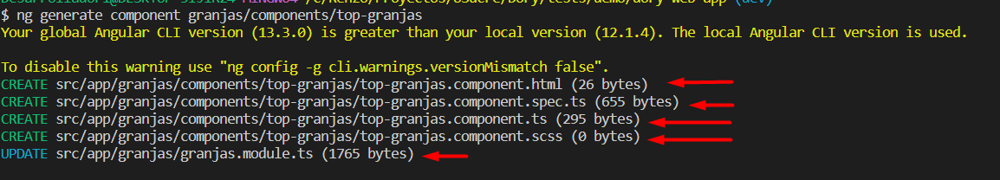 $ ng generate component granjas/components/top-granjas
Your global Angular CLI version (13.3.0) is greater than your local version (12.1.4). The local Angular CLI version is used.
To disable this warning use "ng config -g cli.warnings.versionMismatch false".
CREATE src/app/granjas/components/top-granjas/top-granjas.component.html (26 bytes)
CREATE src/app/granjas/components/top-granjas/top-granjas.component.spec.ts (655 bytes)
CREATE src/app/granjas/components/top-granjas/top-granjas.component.ts (295 bytes)
CREATE src/app/granjas/components/top-granjas/top-granjas.component.scss (0 bytes)
UPDATE src/app/granjas/granjas.module.ts (1765 bytes)